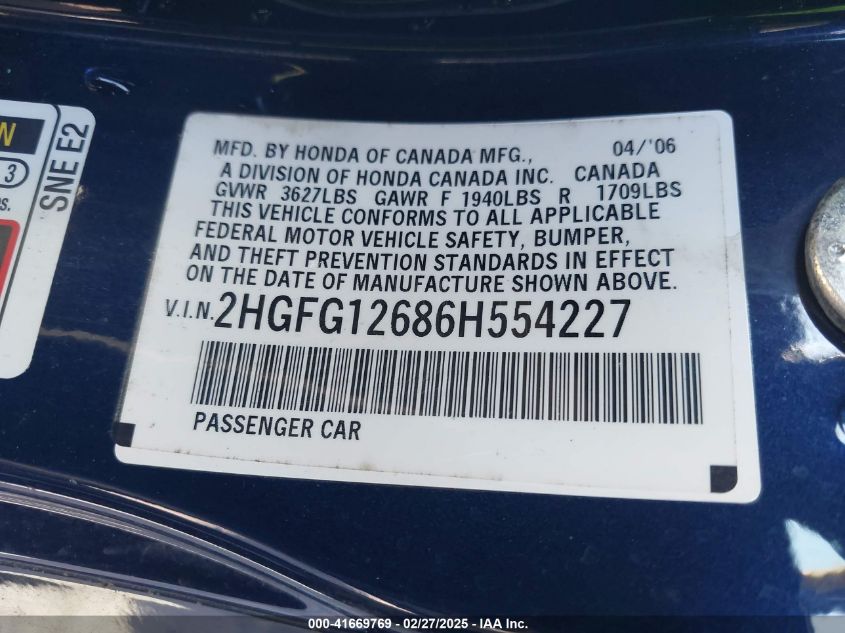 N
3
S.
SNE E2
MFD. BY HONDA OF CANADA MFG., 04/'06
A DIVISION OF HONDA CANADA INC. CANADA
GVWR 3627LBS GAWR F 1940LBS R 1709LBS
THIS VEHICLE CONFORMS TO ALL APPLICABLE
FEDERAL MOTOR VEHICLE SAFETY, BUMPER,
AND THEFT PREVENTION STANDARDS IN EFFECT
ON THE DATE OF MANUFACTURE SHOWN ABOVE.
V.I.N. 2HGFG12686H554227
PASSENGER CAR
000-41669769 - 02/27/2025 - IAA Inc.